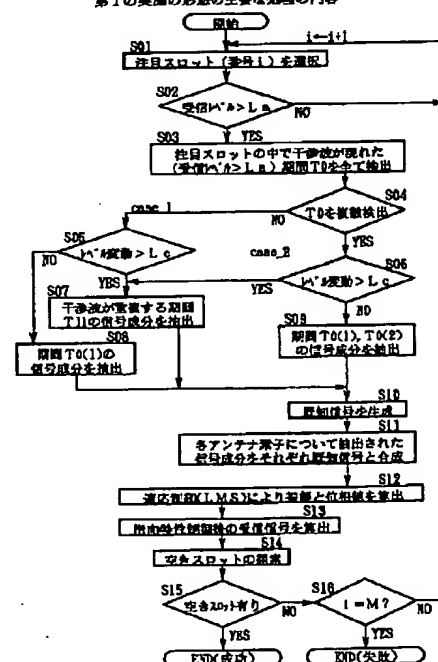 第1の実施の形態の主要な処理の内容
開始
i←i+1
S01
注目スロット(番号i)を選択
S02
受信レベル>Ln
NO
YES
S03
注目スロットの中で干渉波が現れた
(受信レベル>Ln)期間T0を全て検出
S04
T0を複数検出
case_1
NO
YES
S05
レベル変動>Lc
NO
YES
case_2
S06
レベル変動>Lc
YES
NO
S07
干渉波が重複する期間
T11の信号成分を抽出
S08
期間T0(1)の
信号成分を抽出
S09
期間T0(1),T0(2)
の信号成分を抽出
S10
既知信号を生成
S11
各アンテナ素子について抽出された
信号成分をそれぞれ既知信号と合成
S12
適応制御(LMS)により振幅と位相値を算出
S13
指向特性制御後の受信信号を算出
S14
空きスロットの探索
S15
空きスロット有り
NO
YES
S16
i=M?
NO
YES
END(成功)
END(失敗)